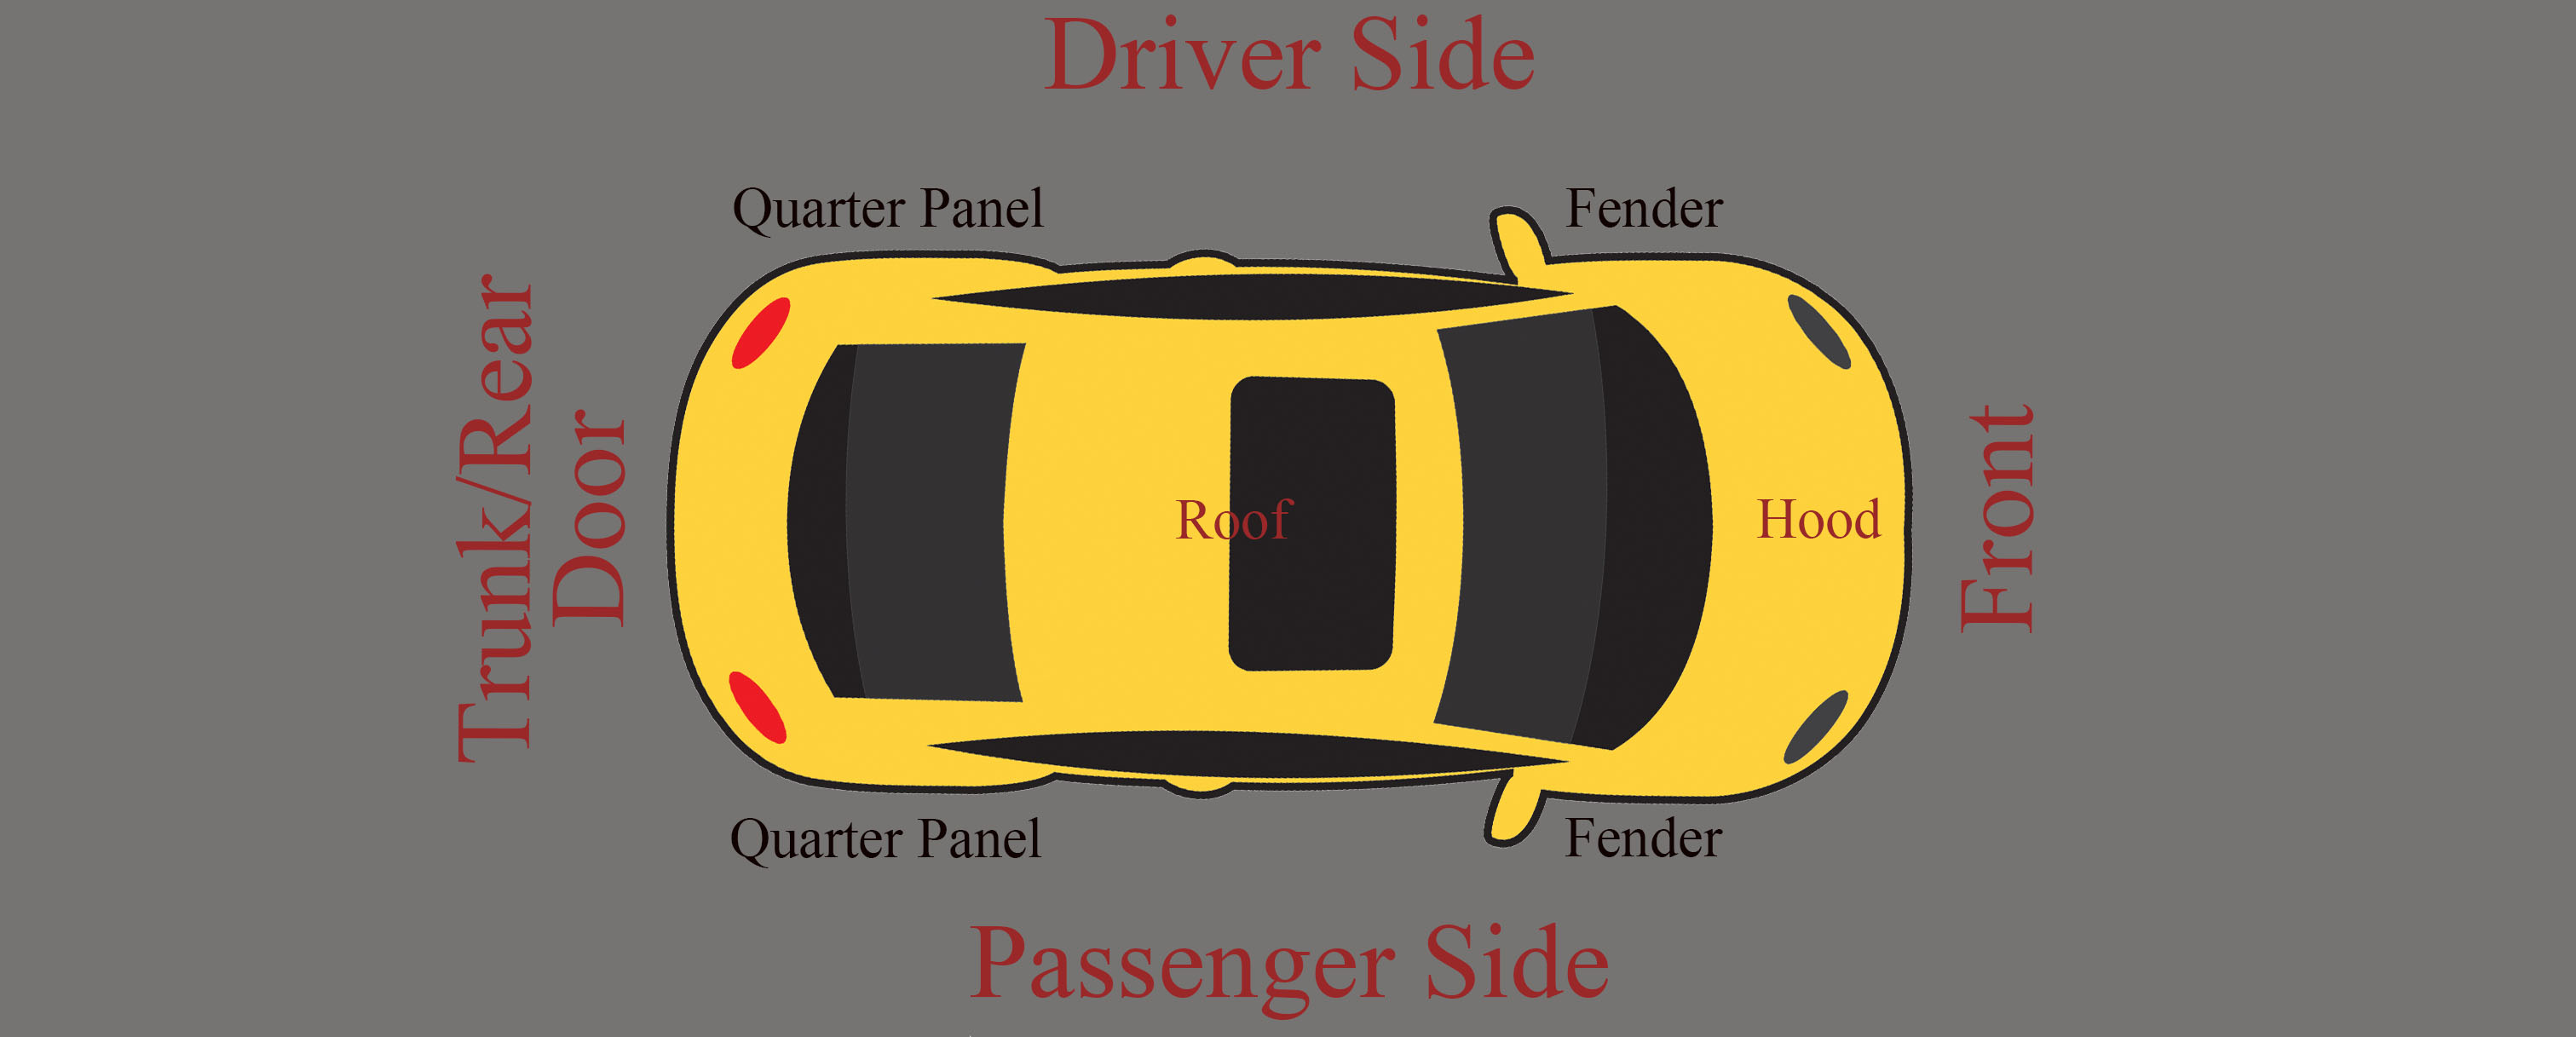 Driver Side
Quarter Panel
Fender
Trunk/Rear
Door
Roof
Hood
Front
Quarter Panel
Fender
Passenger Side